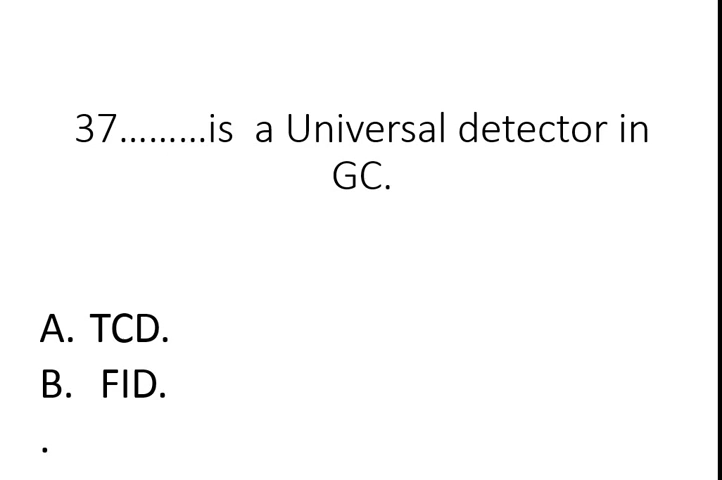 37.........is  a Universal detector in
GC.
A. TCD.
B.  FID.
.